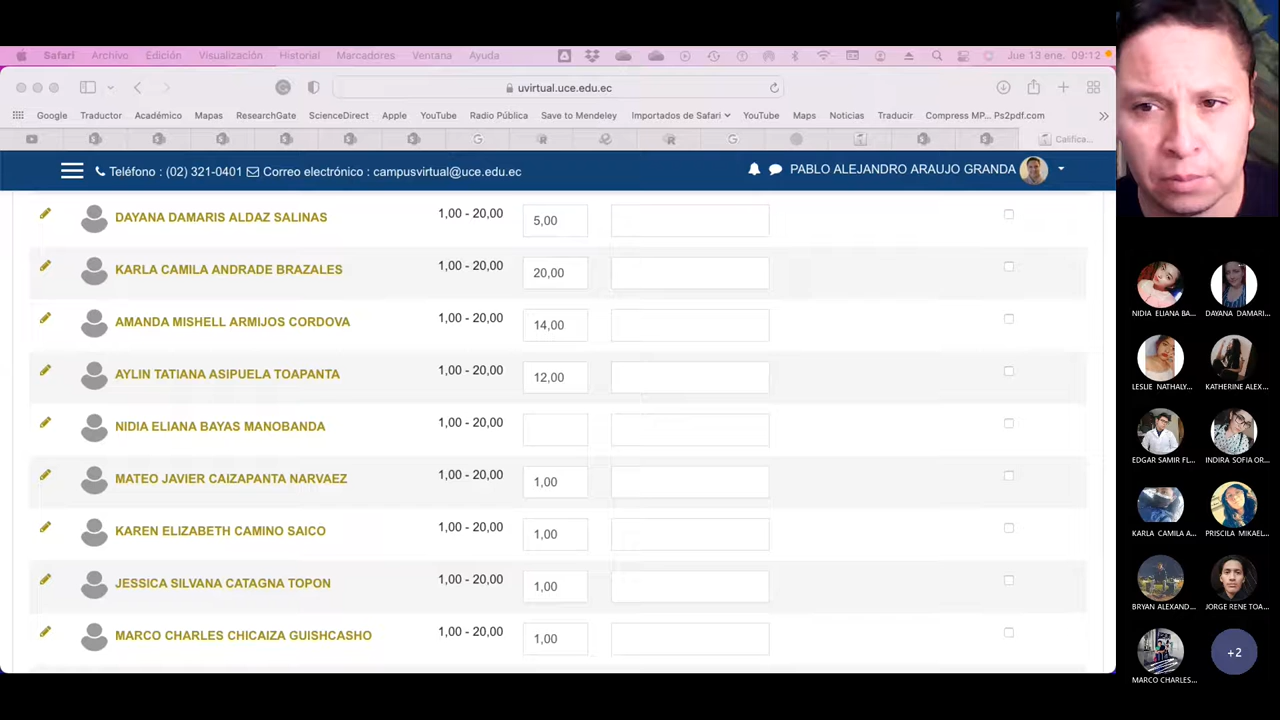 Safari Archivo Edición Visualización Historial Marcadores Ventana Ayuda Jue 13 ene. 09:12
uvirtual.uce.edu.ec
Google Traductor Académico Mapas ResearchGate ScienceDirect Apple YouTube Radio Pública Save to Mendeley Importados de Safari YouTube Maps Noticias Traducir Compress MP... Ps2pdf.com
Califica...
Teléfono : (02) 321-0401 Correo electrónico : campusvirtual@uce.edu.ec PABLO ALEJANDRO ARAUJO GRANDA
DAYANA DAMARIS ALDAZ SALINAS 1,00 - 20,00 5,00
KARLA CAMILA ANDRADE BRAZALES 1,00 - 20,00 20,00
AMANDA MISHELL ARMIJOS CORDOVA 1,00 - 20,00 14,00
AYLIN TATIANA ASIPUELA TOAPANTA 1,00 - 20,00 12,00
NIDIA ELIANA BAYAS MANOBANDA 1,00 - 20,00
MATEO JAVIER CAIZAPANTA NARVAEZ 1,00 - 20,00 1,00
KAREN ELIZABETH CAMINO SAICO 1,00 - 20,00 1,00
JESSICA SILVANA CATAGNA TOPON 1,00 - 20,00 1,00
MARCO CHARLES CHICAIZA GUISHCASHO 1,00 - 20,00 1,00
NIDIA ELIANA BA... DAYANA DAMARI...
LESLIE NATHALY... KATHERINE ALEX...
EDGAR SAMIR FL... INDIRA SOFIA OR...
KARLA CAMILA A... PRISCILA MIKAEL...
BRYAN ALEXAND... JORGE RENE TOA...
MARCO CHARLES... +2